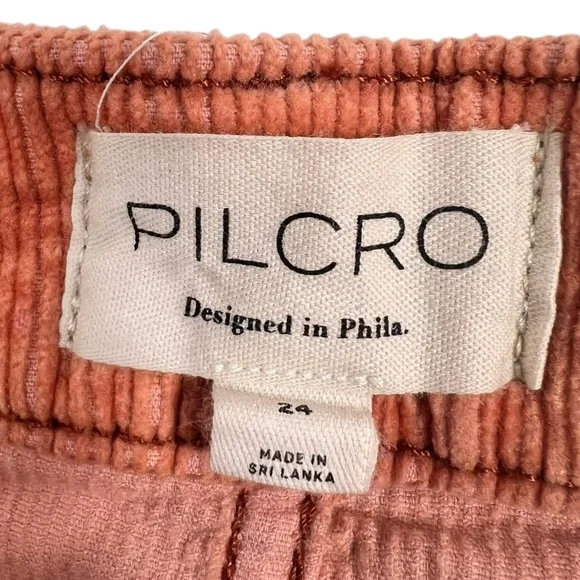 PILCRO
Designed in Phila.
24
MADE IN
SRI LANKA